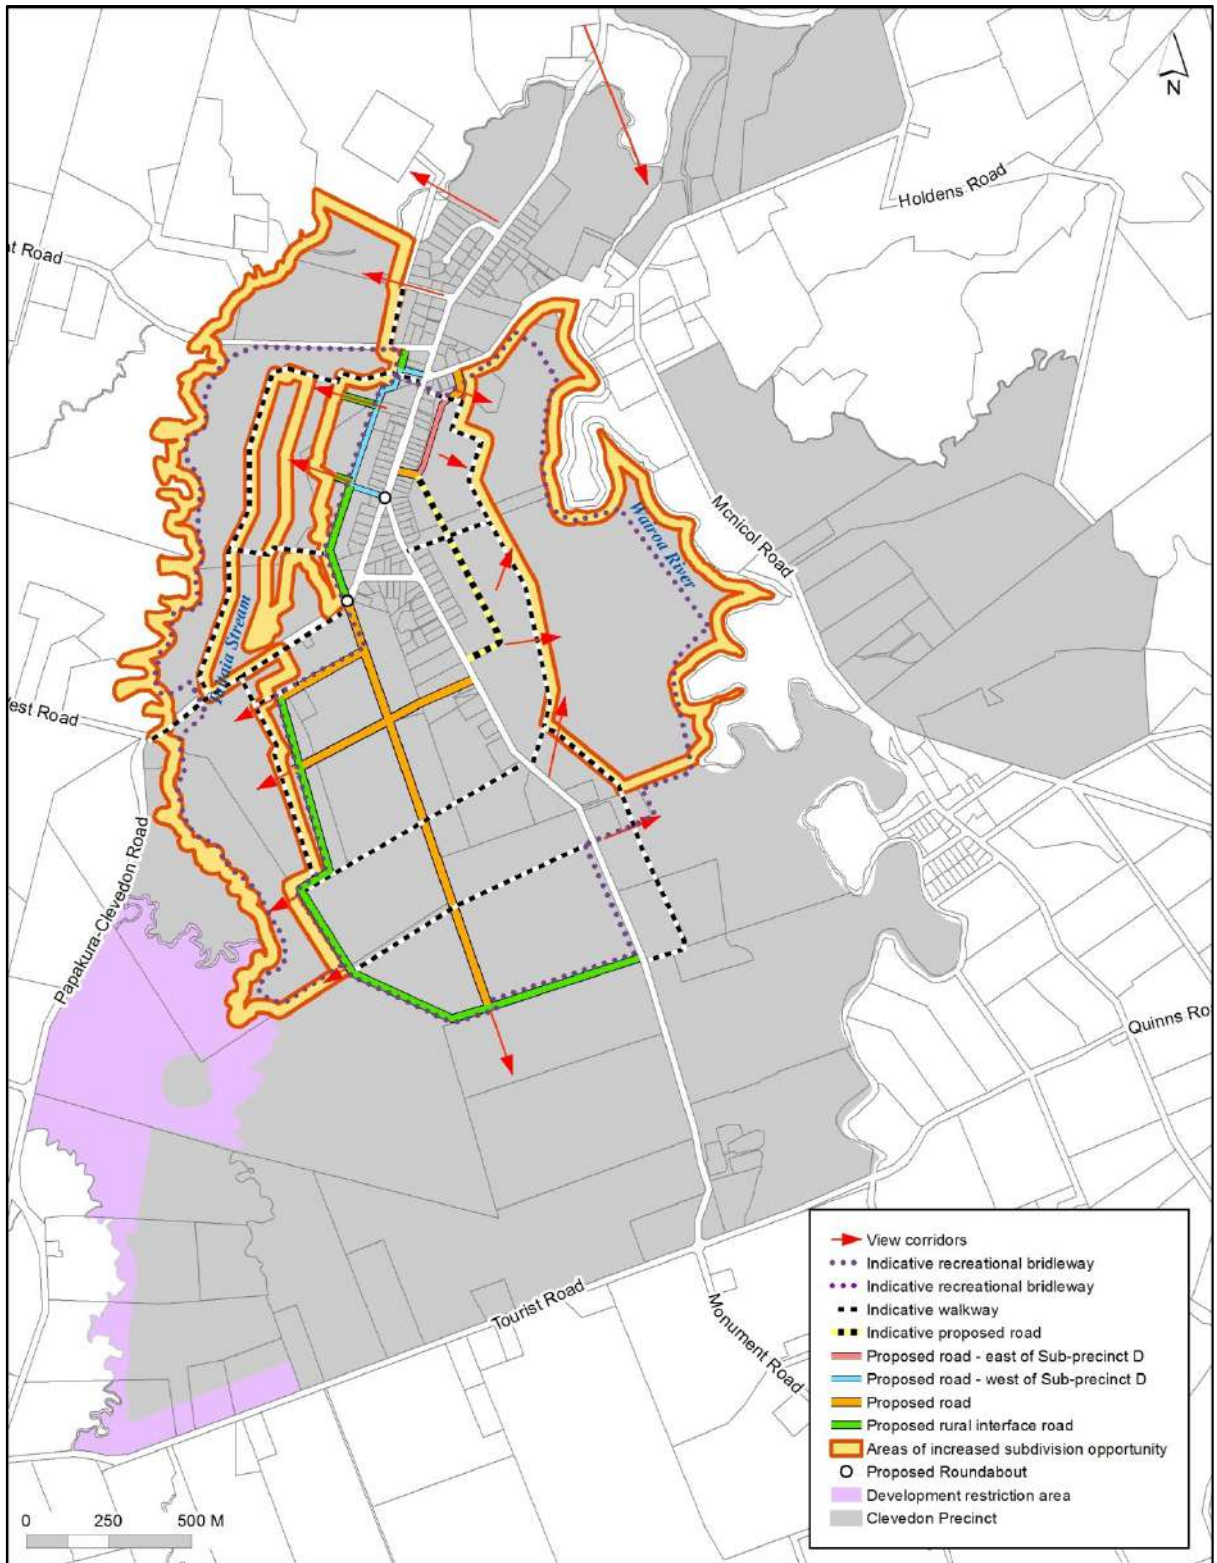 N
Holdens Road
at Road
Mcnicol Road
Wairoa River
Taitaia Stream
est Road
Papakura-Clevedon Road
Quinns Ro
Tourist Road
Monument Road
View corridors
Indicative recreational bridleway
Indicative recreational bridleway
Indicative walkway
Indicative proposed road
Proposed road - east of Sub-precinct D
Proposed road - west of Sub-precinct D
Proposed road
Proposed rural interface road
Areas of increased subdivision opportunity
Proposed Roundabout
Development restriction area
Clevedon Precinct
0 250 500 M